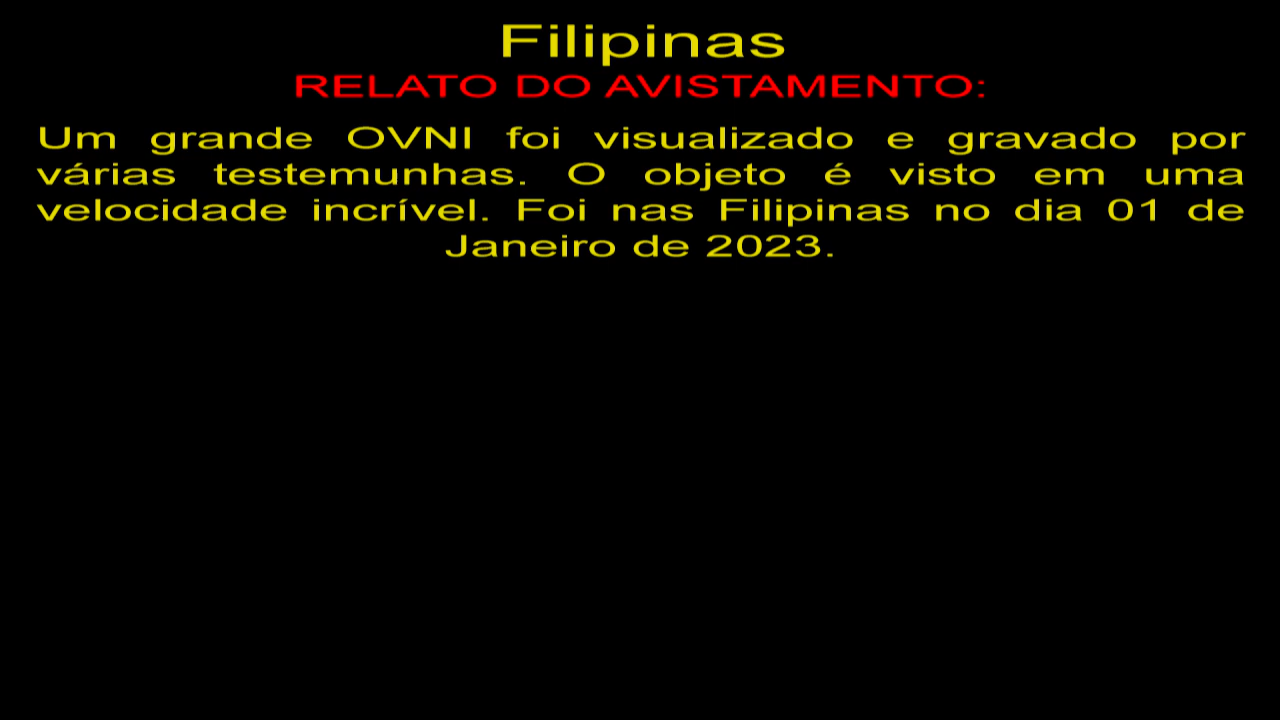 Filipinas
RELATO DO AVISTAMENTO:
Um grande OVNI foi visualizado e gravado por
várias testemunhas. O objeto é visto em uma
velocidade incrível. Foi nas Filipinas no dia 01 de
Janeiro de 2023.